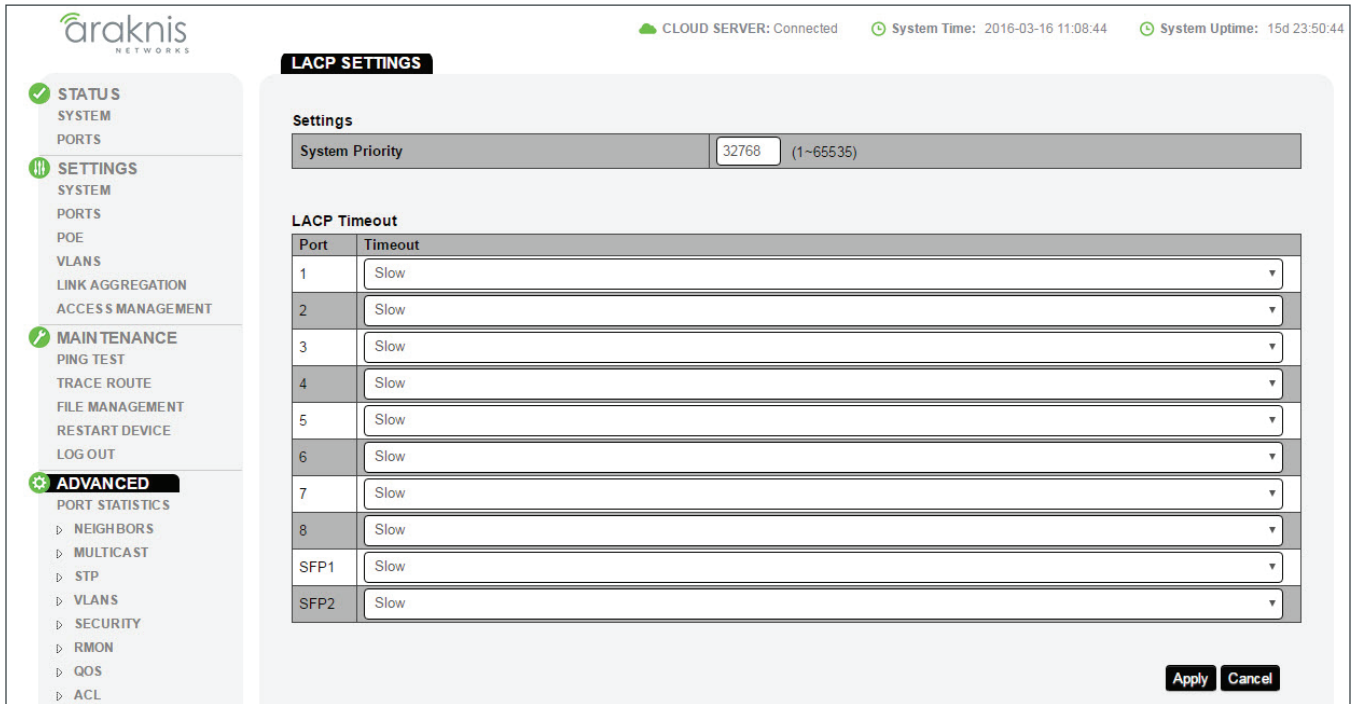 araknis
NETWORKS
CLOUD SERVER: Connected
System Time: 2016-03-16 11:08:44
System Uptime: 15d 23:50:44
STATUS
SYSTEM
PORTS
SETTINGS
SYSTEM
PORTS
POE
VLANS
LINK AGGREGATION
ACCESS MANAGEMENT
MAINTENANCE
PING TEST
TRACE ROUTE
FILE MANAGEMENT
RESTART DEVICE
LOG OUT
ADVANCED
PORT STATISTICS
NEIGHBORS
MULTICAST
STP
VLANS
SECURITY
RMON
QOS
ACL
LACP SETTINGS
Settings
System Priority 32768 (1~65535)
LACP Timeout
Port Timeout
1 Slow
2 Slow
3 Slow
4 Slow
5 Slow
6 Slow
7 Slow
8 Slow
SFP1 Slow
SFP2 Slow
Apply Cancel